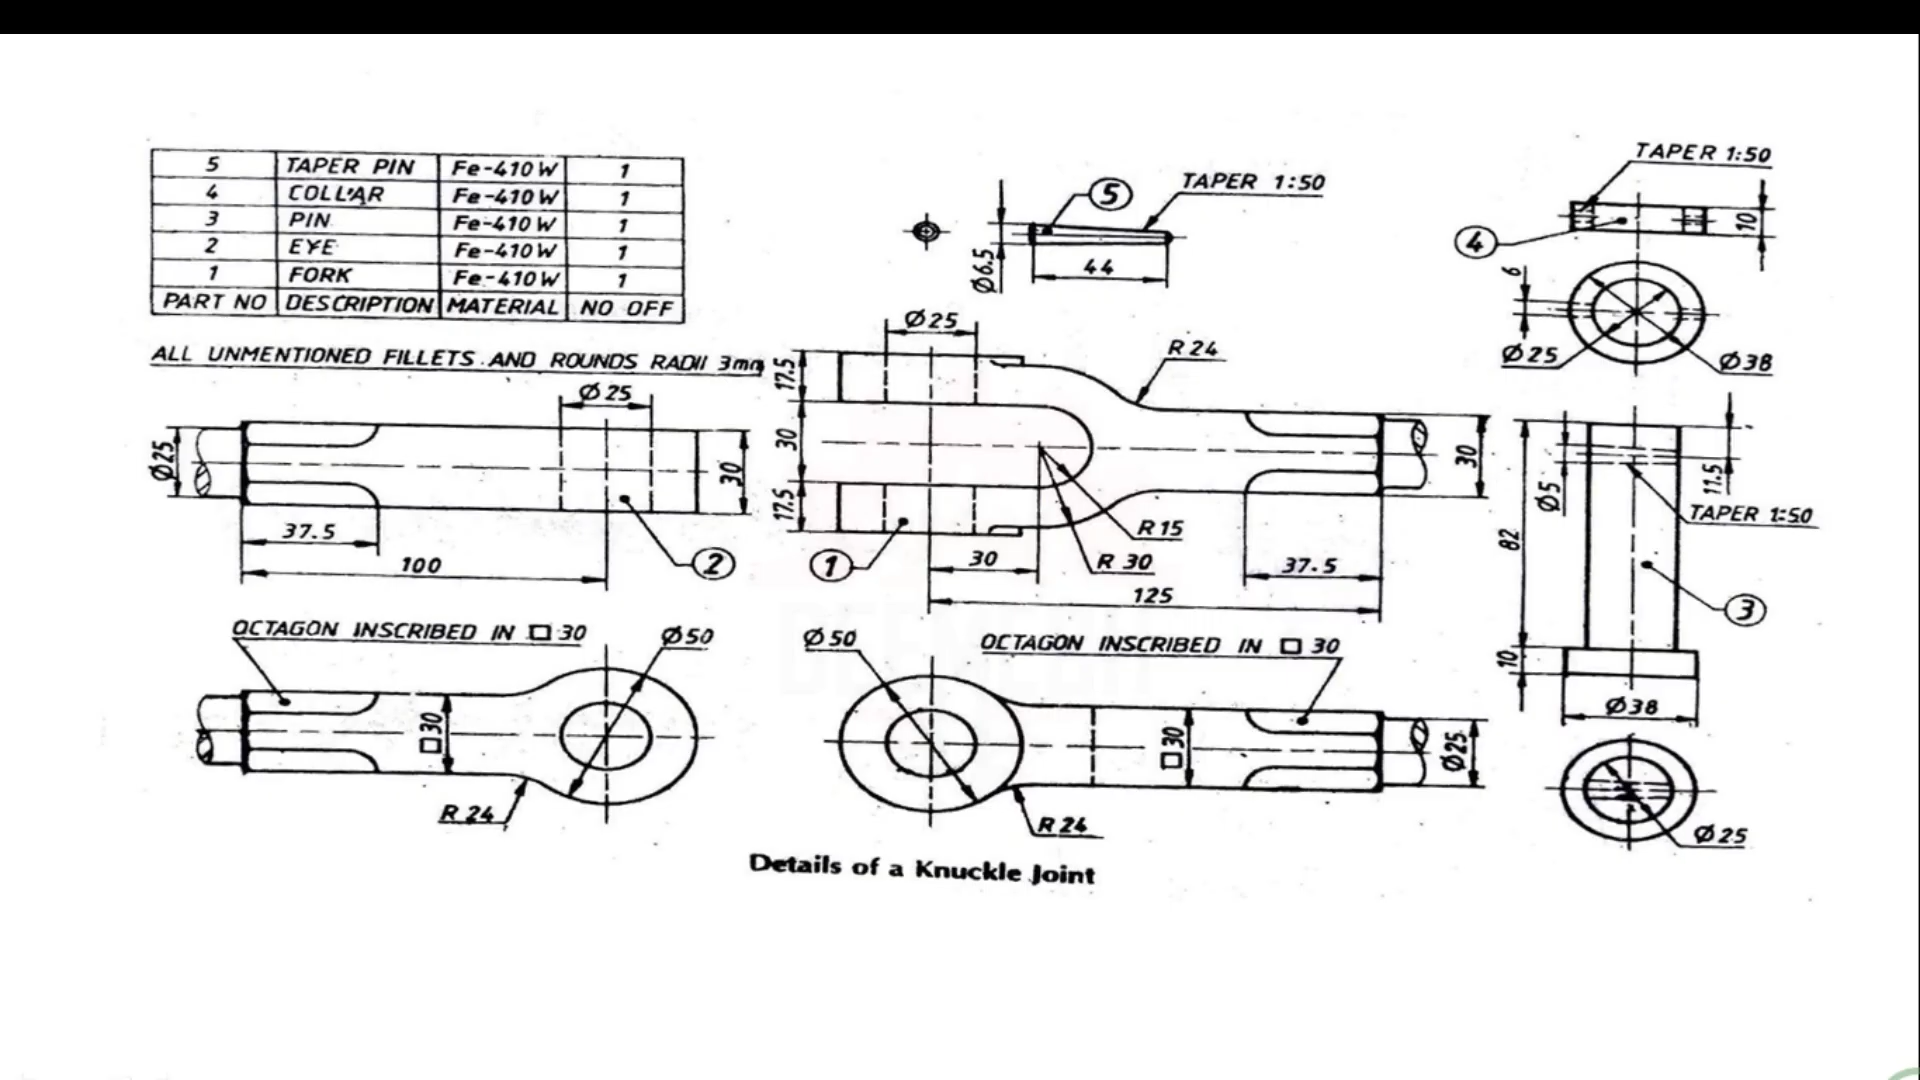 5 TAPER PIN Fe-410W 1
4 COLLAR Fe-410W 1
3 PIN Fe-410W 1
2 EYE Fe-410W 1
1 FORK Fe-410W 1
PART NO DESCRIPTION MATERIAL NO OFF
ALL UNMENTIONED FILLETS AND ROUNDS RADII 3mm
5
TAPER 1:50
Ø6.5
44
TAPER 1:50
4
10
6
Ø25
Ø38
Ø25
Ø25
30
37.5
100
2
Ø25
17.5
30
17.5
R 24
30
R 15
R 30
1
30
37.5
125
82
10
Ø5
11.5
TAPER 1:50
3
Ø38
Ø25
OCTAGON INSCRIBED IN □ 30
Ø50
□30
R 24
Ø50
OCTAGON INSCRIBED IN □ 30
□30
Ø25
R 24
Details of a Knuckle Joint